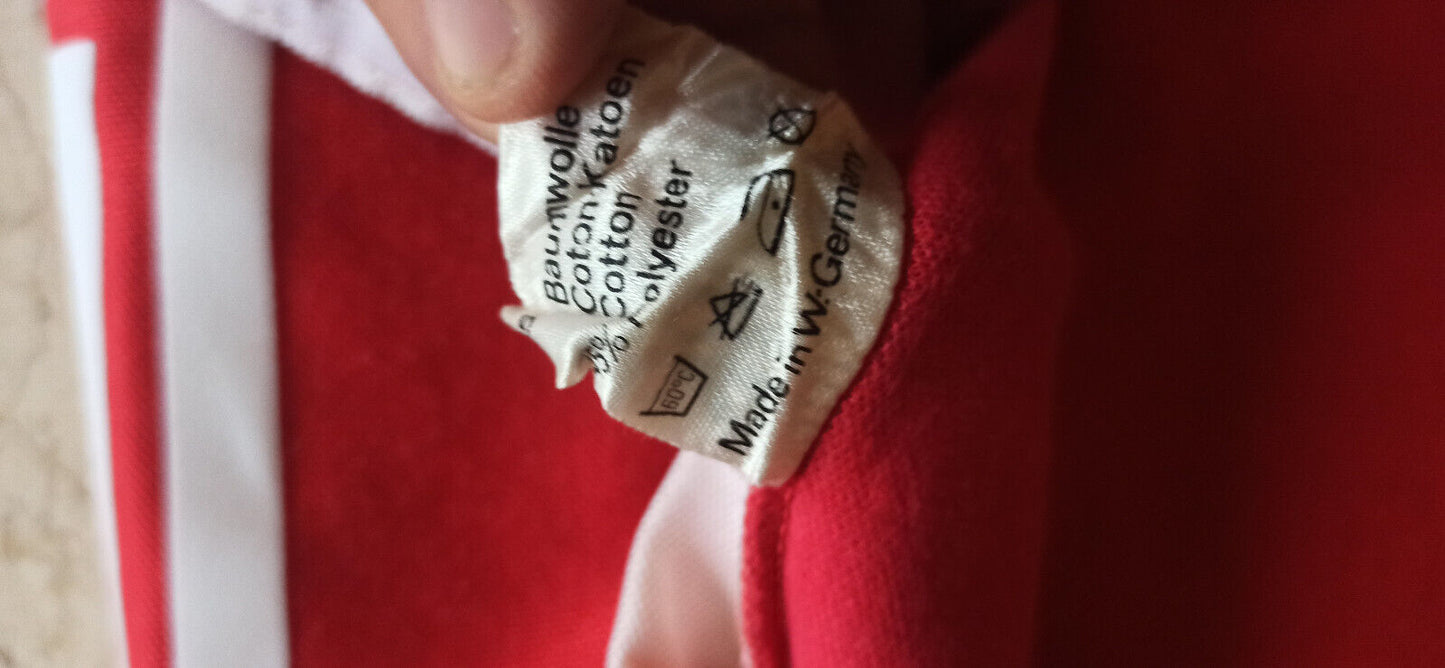 Baumwolle
Coton Katoen
% Cotton
% Polyester
60°C
Made in W.-Germany